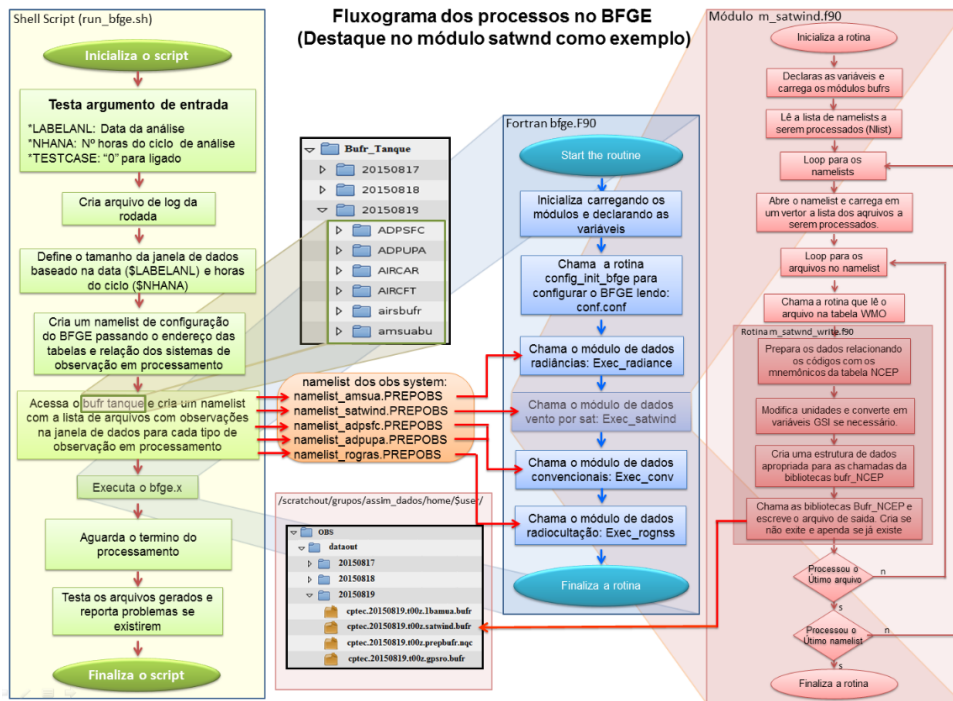 Fluxograma dos processos no BFGE
(Destaque no módulo satwnd como exemplo)
Shell Script (run_bfge.sh)
Inicializa o script
Testa argumento de entrada
*LABELANL: Data da análise
*NHANA: Nº horas do ciclo de análise
*TESTCASE: “0” para ligado
Cria arquivo de log da
rodada
Define o tamanho da janela de dados
baseado na data ($LABELANL) e horas
do ciclo ($NHANA)
Cria um namelist de configuração
do BFGE passando o endereço das
tabelas e relação dos sistemas de
observação em processamento
Acessa o bufr tanque e cria um namelist
com a lista de arquivos com observações
na janela de dados para cada tipo de
observação em processamento
Executa o bfge.x
Aguarda o termino do
processamento
Testa os arquivos gerados e
reporta problemas se
existirem
Finaliza o script
Bufr_Tanque
20150817
20150818
20150819
ADPSFC
ADPUPA
AIRCAR
AIRCFT
airsbufr
amsuabu
namelist dos obs system:
namelist_amsua.PREPOBS
namelist_satwind.PREPOBS
namelist_adpsfc.PREPOBS
namelist_adpupa.PREPOBS
namelist_rogras.PREPOBS
/scratchout/grupos/assim_dados/home/$user/
OBS
dataout
20150817
20150818
20150819
cptec.20150819.t00z.1bamua.bufr
cptec.20150819.t00z.satwind.bufr
cptec.20150819.t00z.prepbufr.nqc
cptec.20150819.t00z.gpsro.bufr
Fortran bfge.F90
Start the routine
Inicializa carregando os
módulos e declarando as
variáveis
Chama a rotina
config_init_bfge para
configurar o BFGE lendo:
conf.conf
Chama o módulo de dados
radiâncias: Exec_radiance
Chama o módulo de dados
vento por sat: Exec_satwind
Chama o módulo de dados
convencionais: Exec_conv
Chama o módulo de dados
radiocultação: Exec_rognss
Finaliza a rotina
Módulo m_satwind.f90
Inicializa a rotina
Declaras as variáveis e
carrega os módulos bufrs
Lê a lista de namelists a
serem processados (Nlist)
Loop para os
namelists
Abre o namelist e carrega em
um vertor a lista dos aqruivos a
serem processados.
Loop para os
arquivos no namelist
Chama a rotina que lê o
arquivo na tabela WMO
Rotina m_satwnd_write.f90
Prepara os dados relacionando
os códigos com os
mnemônicos da tabela NCEP
Modifica unidades e converte em
variáveis GSI se necessário.
Cria uma estrutura de dados
apropriada para as chamadas da
bibliotecas bufr_NCEP
Chama as bibliotecas Bufr_NCEP e
escreve o arquivo de saida. Cria se
não exite e apenda se já existe
Processou o
Útimo arquivo
n
s
Processou o
Útimo namelist
n
s
Finaliza a rotina